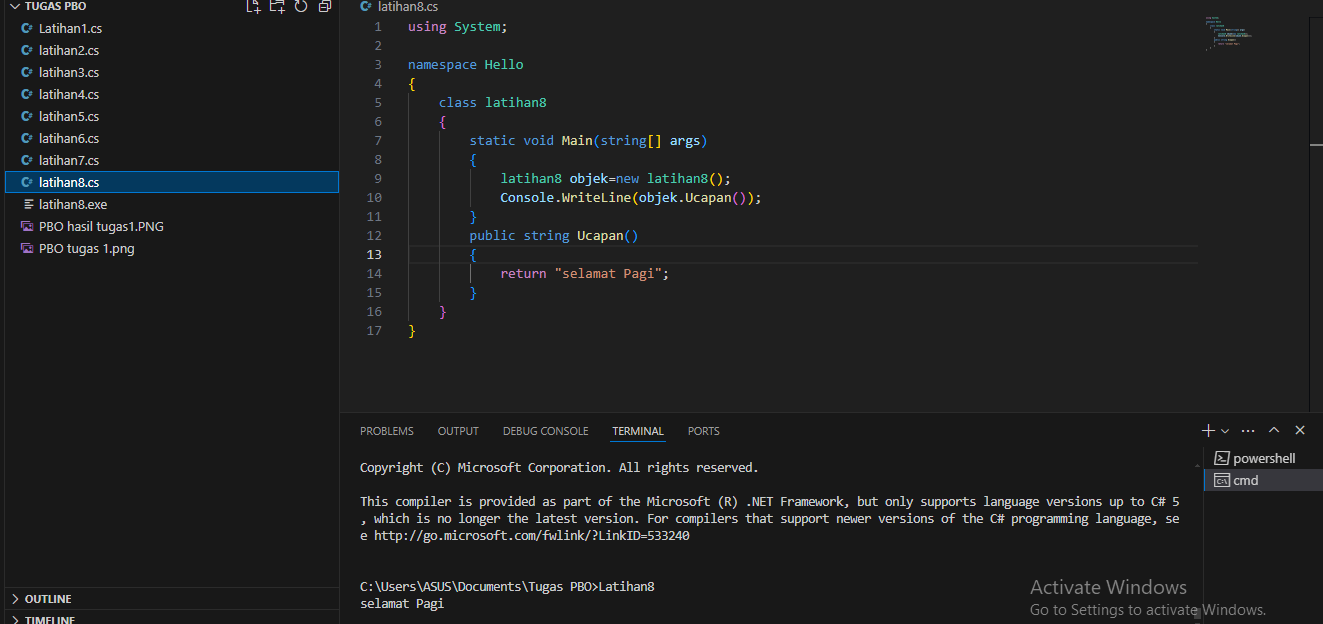 TUGAS PBO
Latihan1.cs
latihan2.cs
latihan3.cs
latihan4.cs
latihan5.cs
latihan6.cs
latihan7.cs
latihan8.cs
latihan8.exe
PBO hasil tugas1.PNG
PBO tugas 1.png
OUTLINE
TIMELINE
latihan8.cs
1 using System;
2
3 namespace Hello
4 {
5 class latihan8
6 {
7 static void Main(string[] args)
8 {
9 latihan8 objek=new latihan8();
10 Console.WriteLine(objek.Ucapan());
11 }
12 public string Ucapan()
13 {
14 return "selamat Pagi";
15 }
16 }
17 }
PROBLEMS OUTPUT DEBUG CONSOLE TERMINAL PORTS
Copyright (C) Microsoft Corporation. All rights reserved.
This compiler is provided as part of the Microsoft (R) .NET Framework, but only supports language versions up to C# 5
, which is no longer the latest version. For compilers that support newer versions of the C# programming language, se
e http://go.microsoft.com/fwlink/?LinkID=533240
C:\Users\ASUS\Documents\Tugas PBO>Latihan8
selamat Pagi
powershell
cmd
Activate Windows
Go to Settings to activate Windows.